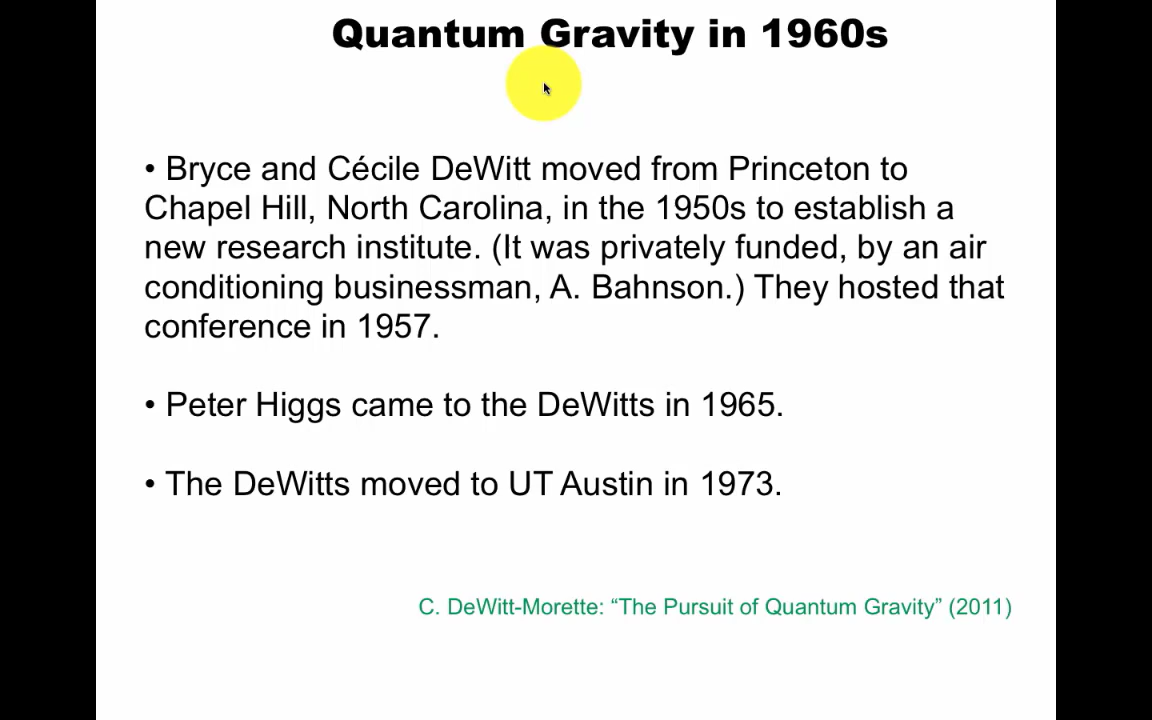 Quantum Gravity in 1960s
• Bryce and Cécile DeWitt moved from Princeton to
Chapel Hill, North Carolina, in the 1950s to establish a
new research institute. (It was privately funded, by an air
conditioning businessman, A. Bahnson.) They hosted that
conference in 1957.
• Peter Higgs came to the DeWitts in 1965.
• The DeWitts moved to UT Austin in 1973.
C. DeWitt-Morette: “The Pursuit of Quantum Gravity” (2011)